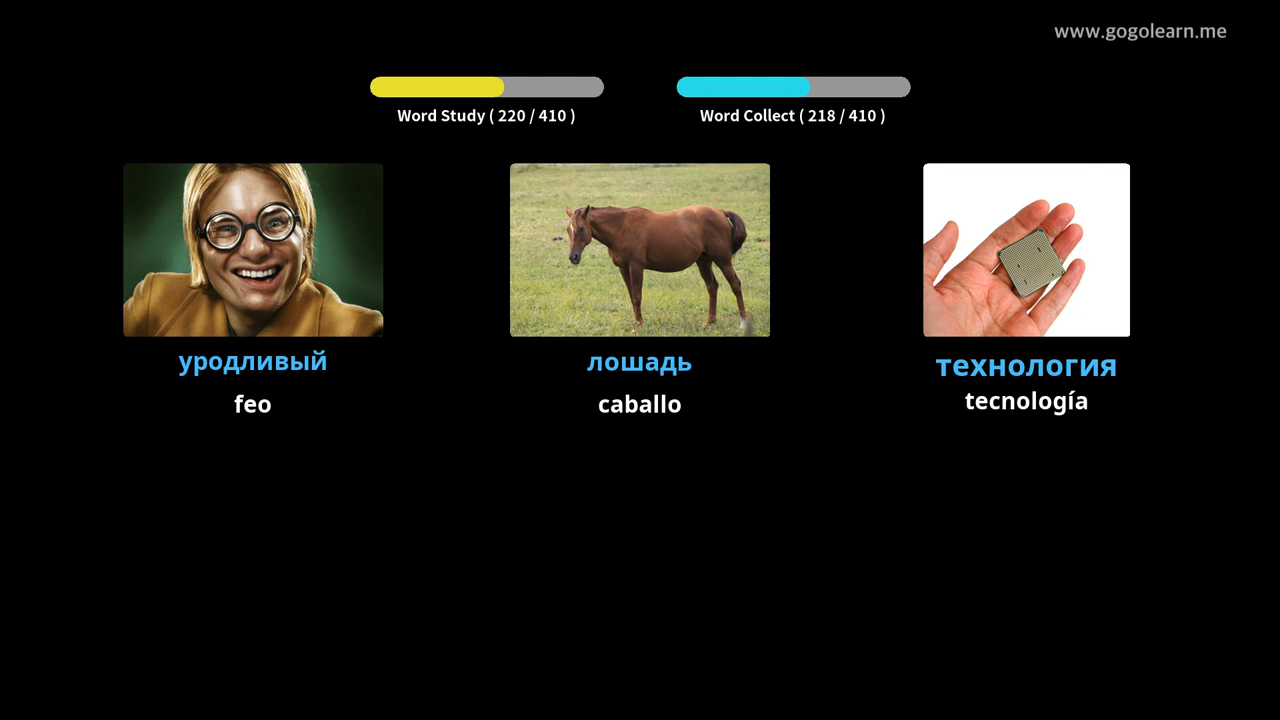 www.gogolearn.me
Word Study ( 220 / 410 )
Word Collect ( 218 / 410 )
уродливый
feo
лошадь
caballo
технология
tecnología